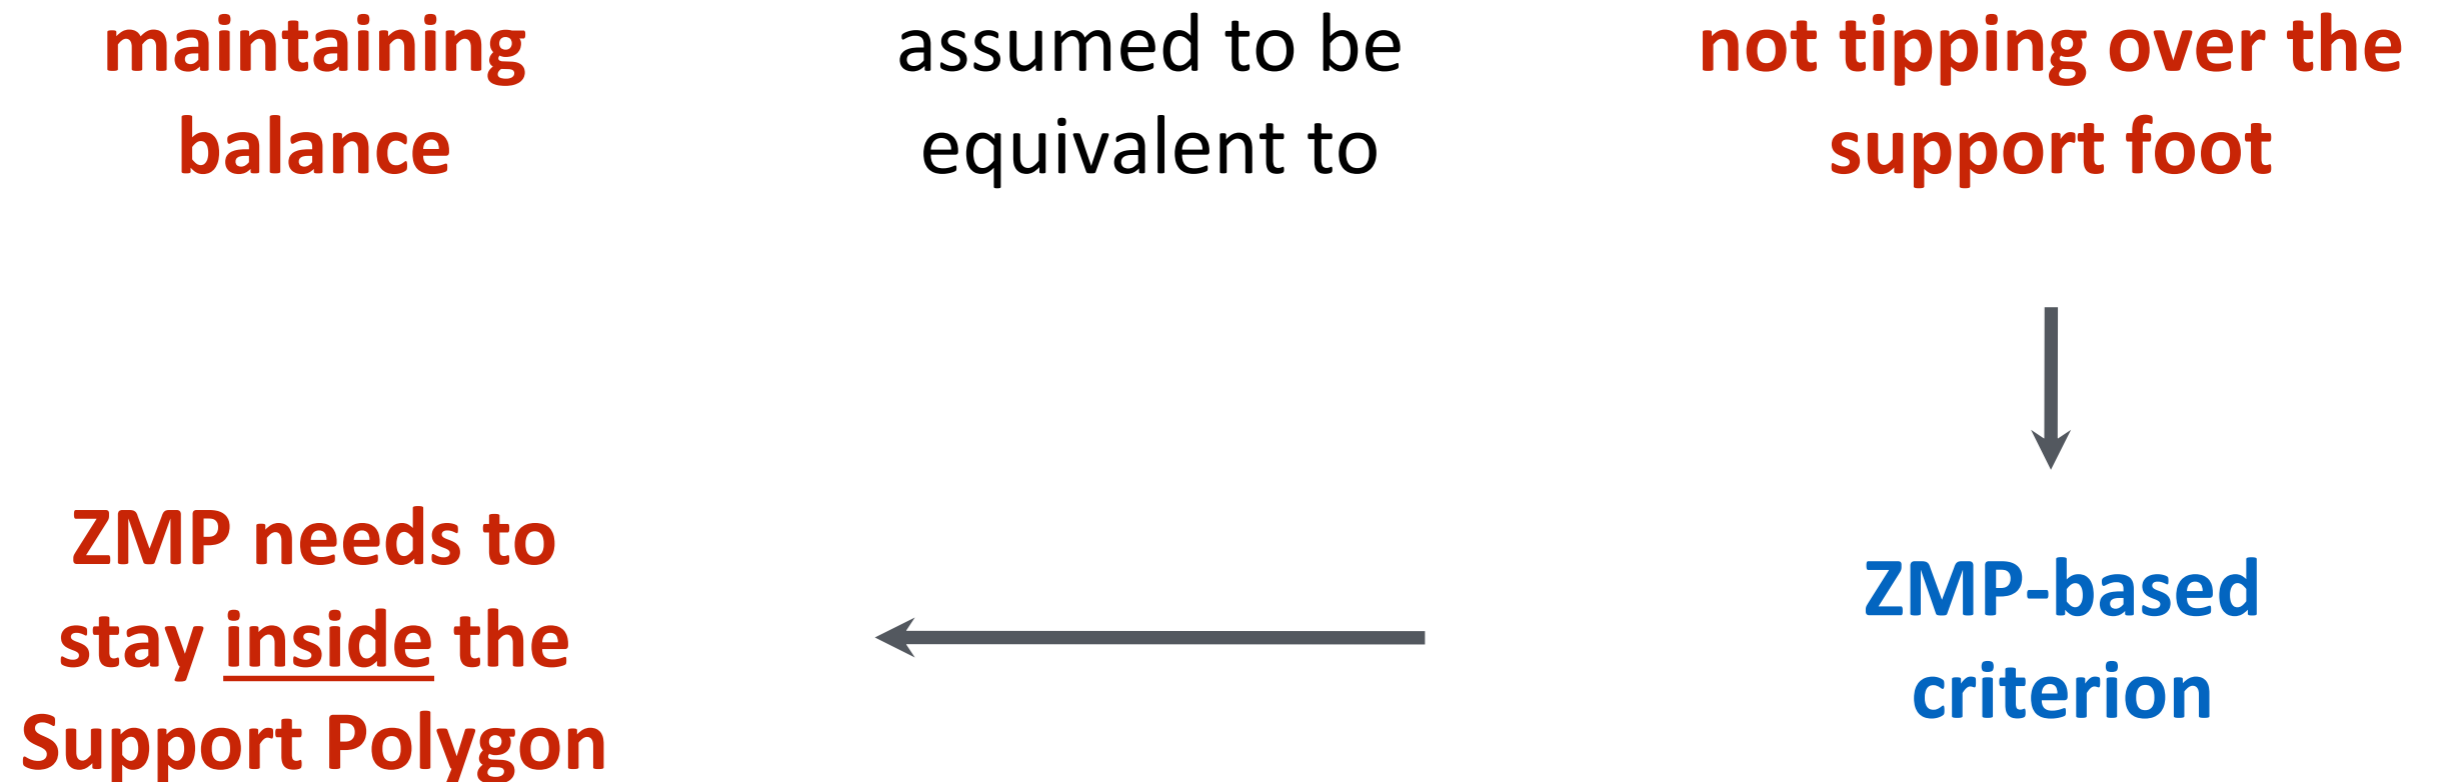 maintaining
balance
assumed to be
equivalent to
not tipping over the
support foot
ZMP needs to
stay inside the
Support Polygon
ZMP-based
criterion